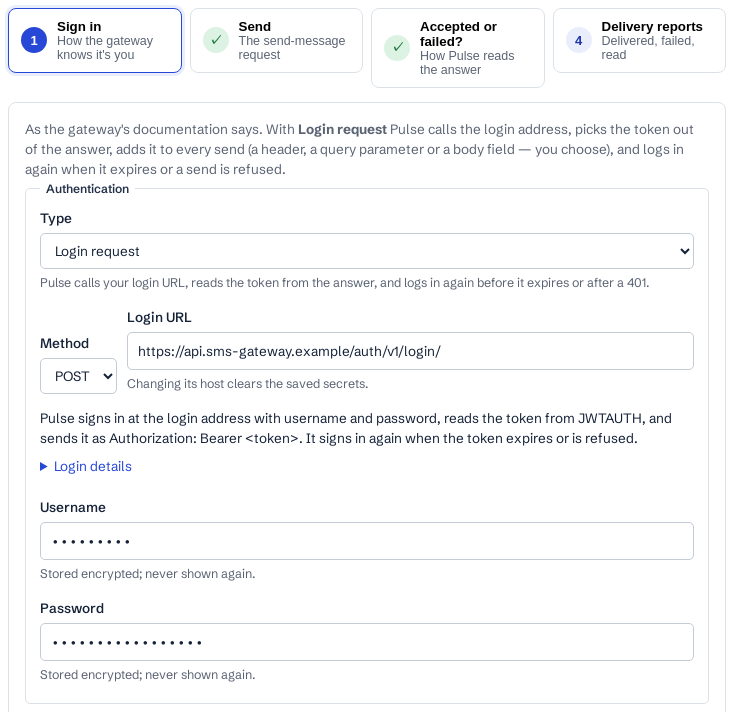 1
Sign in
How the gateway
knows it's you
✓
Send
The send-message
request
✓
Accepted or
failed?
How Pulse reads
the answer
4
Delivery reports
Delivered, failed,
read
As the gateway's documentation says. With Login request Pulse calls the login address, picks the token out
of the answer, adds it to every send (a header, a query parameter or a body field — you choose), and logs in
again when it expires or a send is refused.
Authentication
Type
Login request
Pulse calls your login URL, reads the token from the answer, and logs in again before it expires or after a 401.
Method
POST
Login URL
https://api.sms-gateway.example/auth/v1/login/
Changing its host clears the saved secrets.
Pulse signs in at the login address with username and password, reads the token from JWTAUTH, and
sends it as Authorization: Bearer <token>. It signs in again when the token expires or is refused.
Login details
Username
•••••••••
Stored encrypted; never shown again.
Password
•••••••••••••••••
Stored encrypted; never shown again.